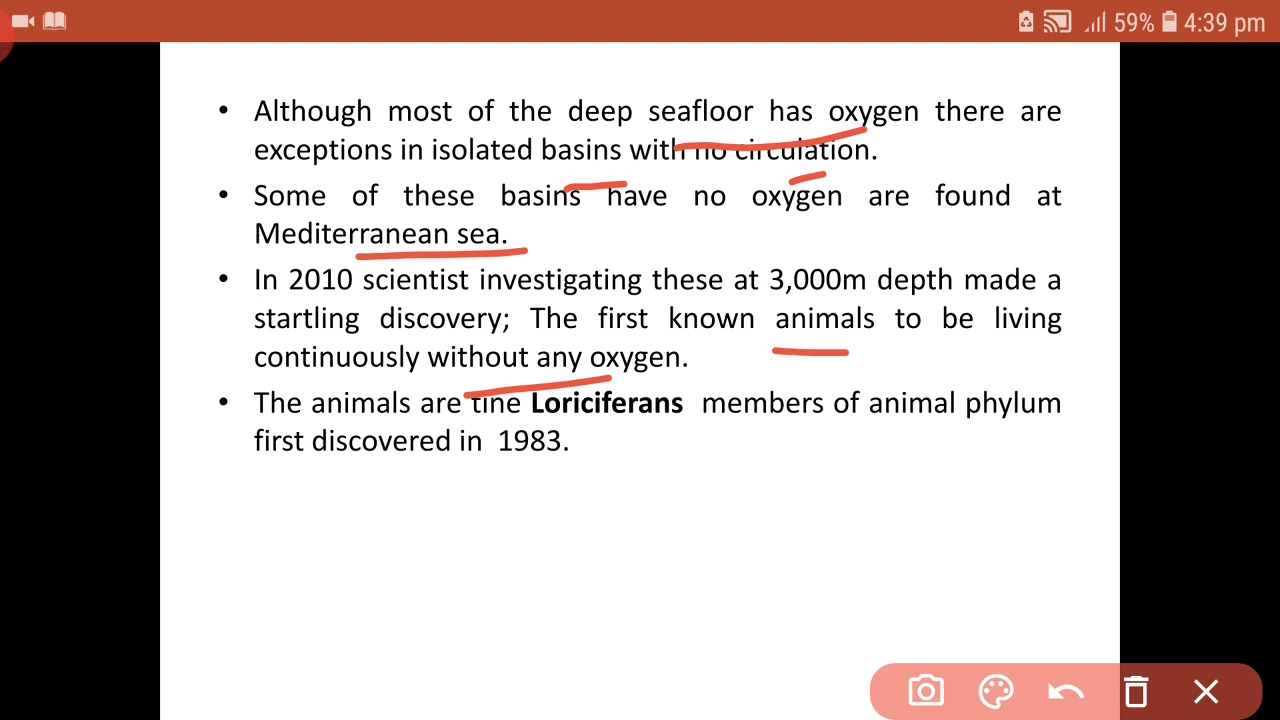 59% 4:39 pm
• Although most of the deep seafloor has oxygen there are
exceptions in isolated basins with no circulation.
• Some of these basins have no oxygen are found at
Mediterranean sea.
• In 2010 scientist investigating these at 3,000m depth made a
startling discovery; The first known animals to be living
continuously without any oxygen.
• The animals are tine Loriciferans members of animal phylum
first discovered in 1983.